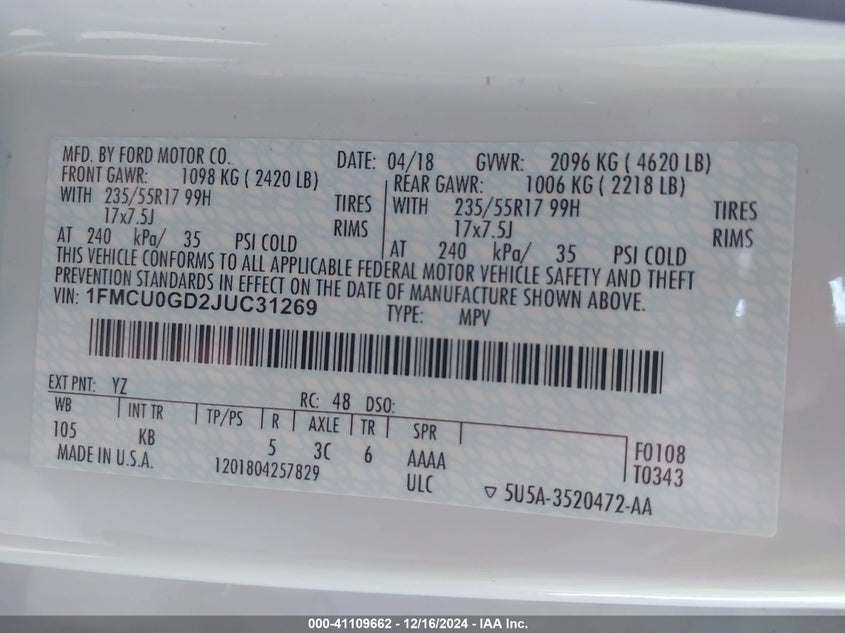 MFD. BY FORD MOTOR CO. DATE: 04/18 GVWR: 2096 KG ( 4620 LB)
FRONT GAWR: 1098 KG ( 2420 LB) REAR GAWR: 1006 KG ( 2218 LB)
WITH 235/55R17 99H TIRES WITH 235/55R17 99H TIRES
17x7.5J RIMS 17x7.5J RIMS
AT 240 kPa/ 35 PSI COLD AT 240 kPa/ 35 PSI COLD
THIS VEHICLE CONFORMS TO ALL APPLICABLE FEDERAL MOTOR VEHICLE SAFETY AND THEFT
PREVENTION STANDARDS IN EFFECT ON THE DATE OF MANUFACTURE SHOWN ABOVE.
VIN: 1FMCU0GD2JUC31269 TYPE: MPV
EXT PNT: YZ RC: 48 DSO:
WB INT TR TP/PS R AXLE TR SPR
105 KB 5 3C 6 AAAA F0108
MADE IN U.S.A. 1201804257829 ULC T0343
▽ 5U5A-3520472-AA
000-41109662 - 12/16/2024 - IAA Inc.